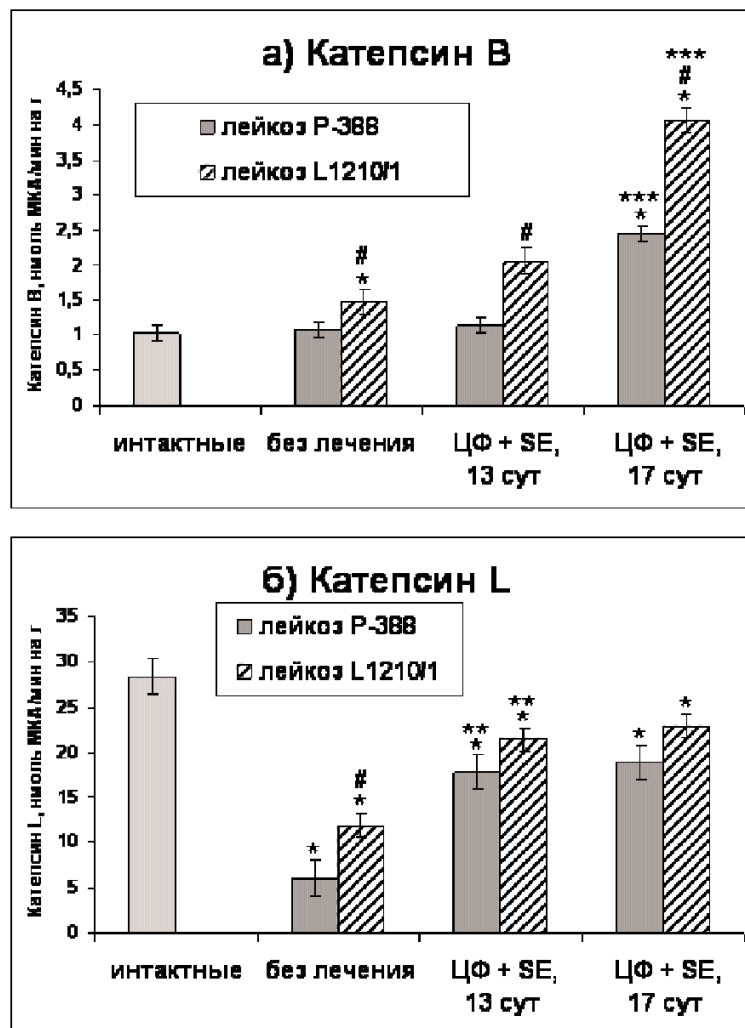 а) Катепсин В
Катепсин В, нмоль МКА/мин на г
4,5
4
3,5
3
2,5
2
1,5
1
0,5
0
лейкоз Р-388
лейкоз L1210/1
#
*
#
***
*
***
#
*
интактные без лечения ЦФ + SE, ЦФ + SE,
13 сут 17 сут
б) Катепсин L
Катепсин L, нмоль МКА/мин на г
35
30
25
20
15
10
5
0
лейкоз Р-388
лейкоз L1210/1
*
#
*
**
*
**
*
*
*
интактные без лечения ЦФ + SE, ЦФ + SE,
13 сут 17 сут